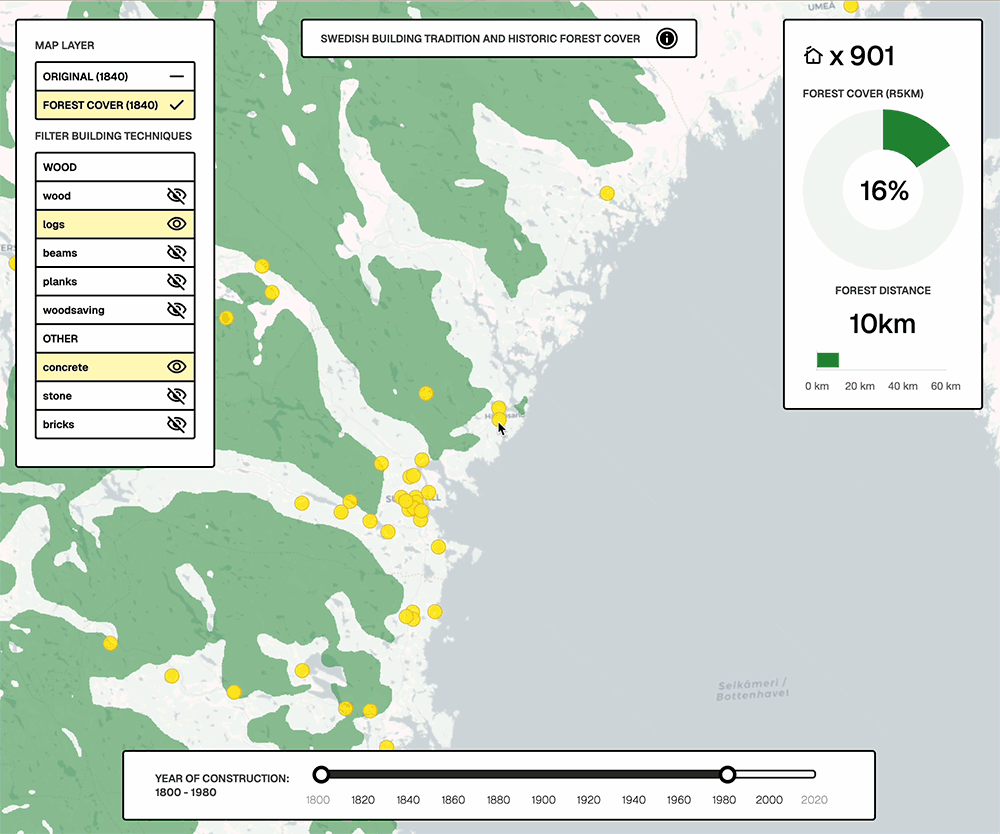 UMEÅ
MAP LAYER
ORIGINAL (1840)
FOREST COVER (1840)
FILTER BUILDING TECHNIQUES
WOOD
wood
logs
beams
planks
woodsaving
OTHER
concrete
stone
bricks
SWEDISH BUILDING TRADITION AND HISTORIC FOREST COVER
x 901
FOREST COVER (R5KM)
16%
FOREST DISTANCE
10km
0 km 20 km 40 km 60 km
Selkämeri /
Bottenhavet
YEAR OF CONSTRUCTION:
1800 - 1980
1800 1820 1840 1860 1880 1900 1920 1940 1960 1980 2000 2020